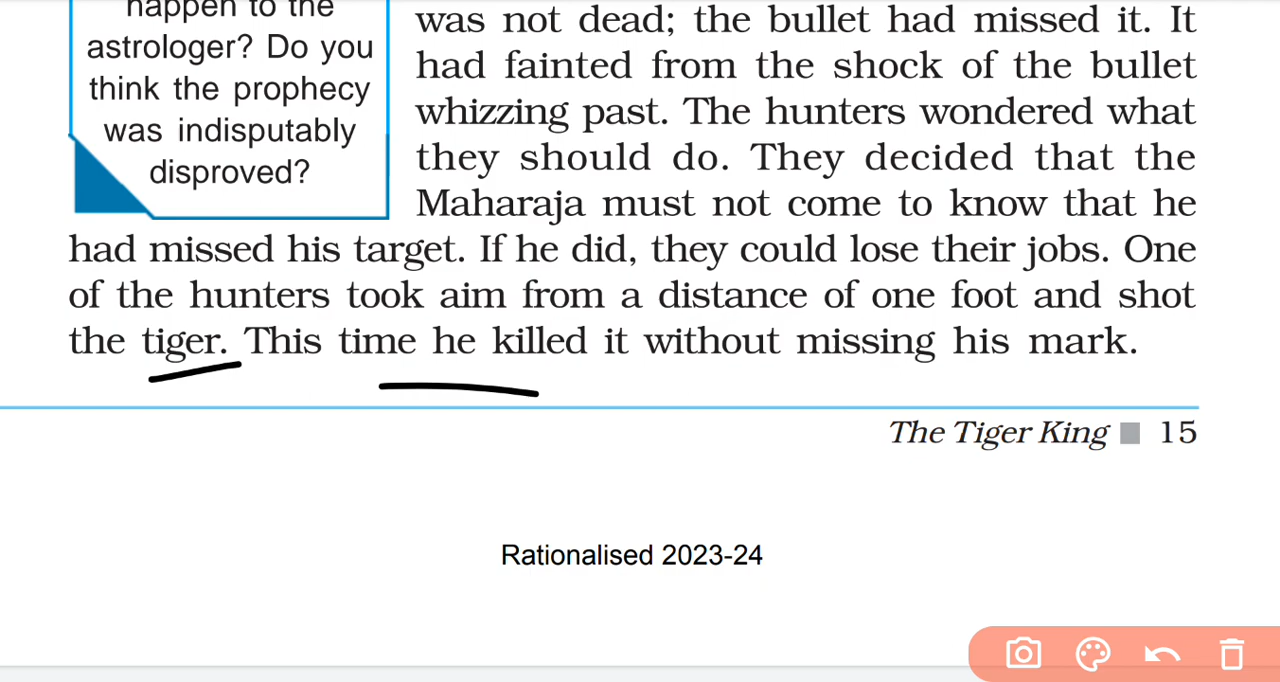 happen to the
astrologer? Do you
think the prophecy
was indisputably
disproved?
was not dead; the bullet had missed it. It
had fainted from the shock of the bullet
whizzing past. The hunters wondered what
they should do. They decided that the
Maharaja must not come to know that he
had missed his target. If he did, they could lose their jobs. One
of the hunters took aim from a distance of one foot and shot
the tiger. This time he killed it without missing his mark.
The Tiger King 15
Rationalised 2023-24